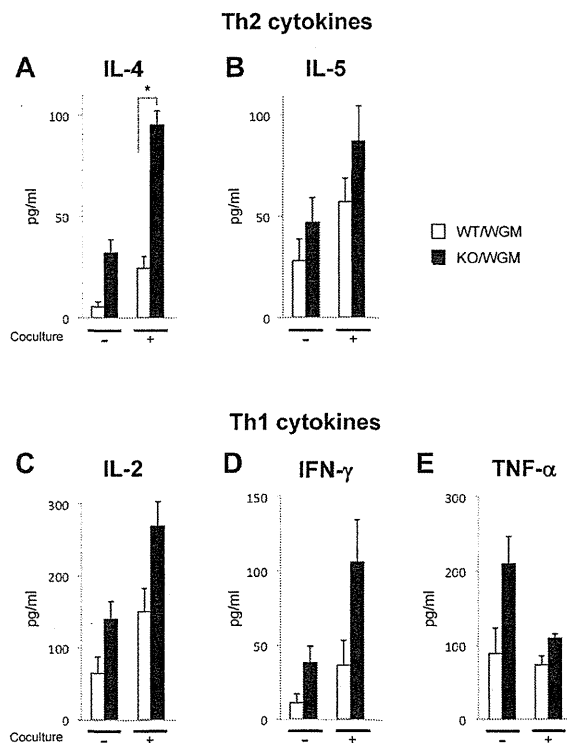 Th2 cytokines
A IL-4
B IL-5
*
100
50
0
pg/ml
100
50
0
pg/ml
WT/WGM
KO/WGM
Coculture - + - +
Th1 cytokines
C IL-2
D IFN-γ
E TNF-α
300
200
100
0
pg/ml
150
100
50
0
pg/ml
300
200
100
0
pg/ml
Coculture - + - + - +